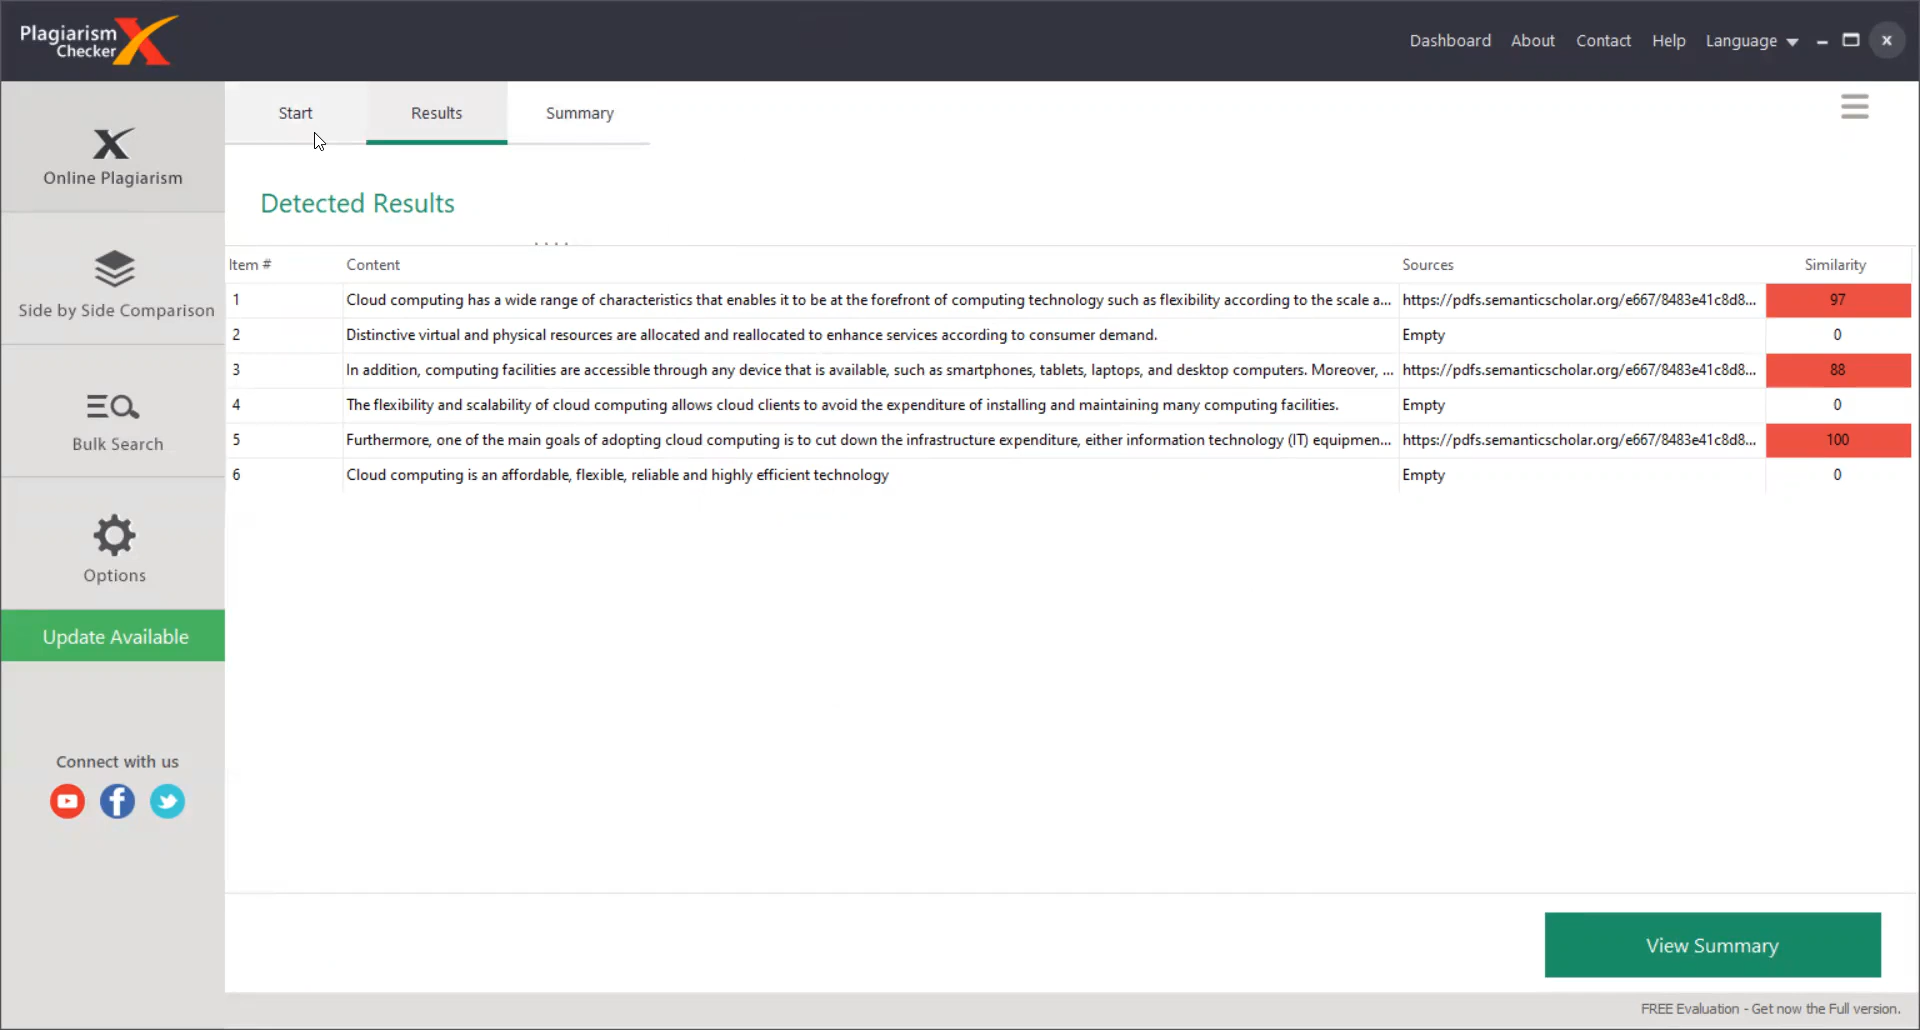 Plagiarism
Checker
Dashboard About Contact Help Language
Start Results Summary
Online Plagiarism
Side by Side Comparison
Bulk Search
Options
Update Available
Connect with us
Detected Results
Item # Content Sources Similarity
1 Cloud computing has a wide range of characteristics that enables it to be at the forefront of computing technology such as flexibility according to the scale a... https://pdfs.semanticscholar.org/e667/8483e41c8d8... 97
2 Distinctive virtual and physical resources are allocated and reallocated to enhance services according to consumer demand. Empty 0
3 In addition, computing facilities are accessible through any device that is available, such as smartphones, tablets, laptops, and desktop computers. Moreover, ... https://pdfs.semanticscholar.org/e667/8483e41c8d8... 88
4 The flexibility and scalability of cloud computing allows cloud clients to avoid the expenditure of installing and maintaining many computing facilities. Empty 0
5 Furthermore, one of the main goals of adopting cloud computing is to cut down the infrastructure expenditure, either information technology (IT) equipmen... https://pdfs.semanticscholar.org/e667/8483e41c8d8... 100
6 Cloud computing is an affordable, flexible, reliable and highly efficient technology Empty 0
View Summary
FREE Evaluation - Get now the Full version.